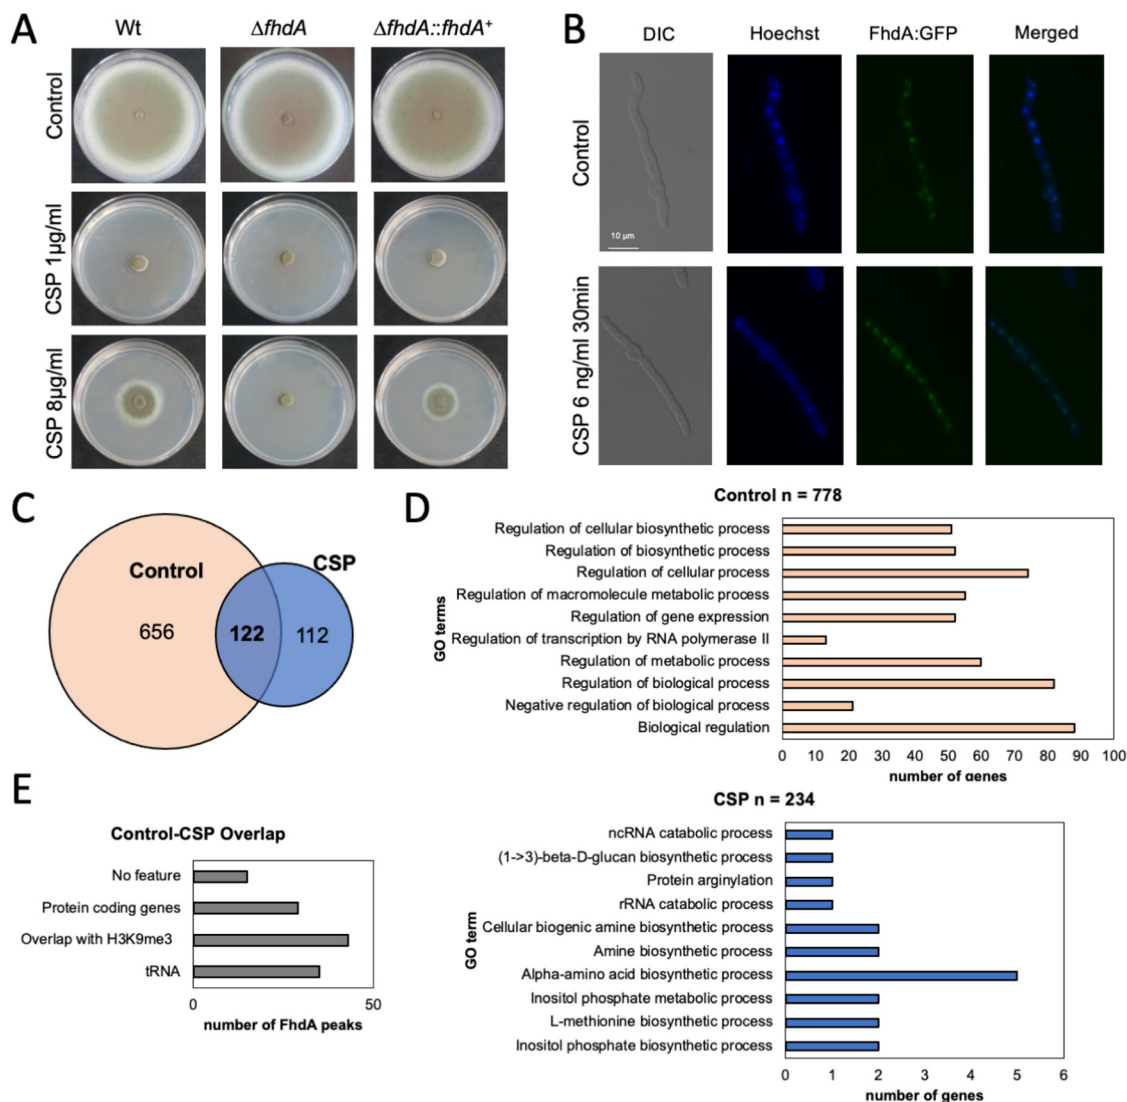 A
Wt
ΔfhdA
ΔfhdA::fhdA+
Control
CSP 1µg/ml
CSP 8µg/ml
B
DIC
Hoechst
FhdA:GFP
Merged
Control
10 µm
CSP 6 ng/ml 30min
C
Control
CSP
656
122
112
D
Control n = 778
GO terms
Regulation of cellular biosynthetic process
Regulation of biosynthetic process
Regulation of cellular process
Regulation of macromolecule metabolic process
Regulation of gene expression
Regulation of transcription by RNA polymerase II
Regulation of metabolic process
Regulation of biological process
Negative regulation of biological process
Biological regulation
0 10 20 30 40 50 60 70 80 90 100
number of genes
CSP n = 234
GO term
ncRNA catabolic process
(1->3)-beta-D-glucan biosynthetic process
Protein arginylation
rRNA catabolic process
Cellular biogenic amine biosynthetic process
Amine biosynthetic process
Alpha-amino acid biosynthetic process
Inositol phosphate metabolic process
L-methionine biosynthetic process
Inositol phosphate biosynthetic process
0 1 2 3 4 5 6
number of genes
E
Control-CSP Overlap
No feature
Protein coding genes
Overlap with H3K9me3
tRNA
0 50
number of FhdA peaks